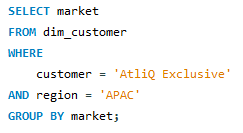 SELECT market
FROM dim_customer
WHERE
    customer = 'AtliQ Exclusive'
AND region = 'APAC'
GROUP BY market;